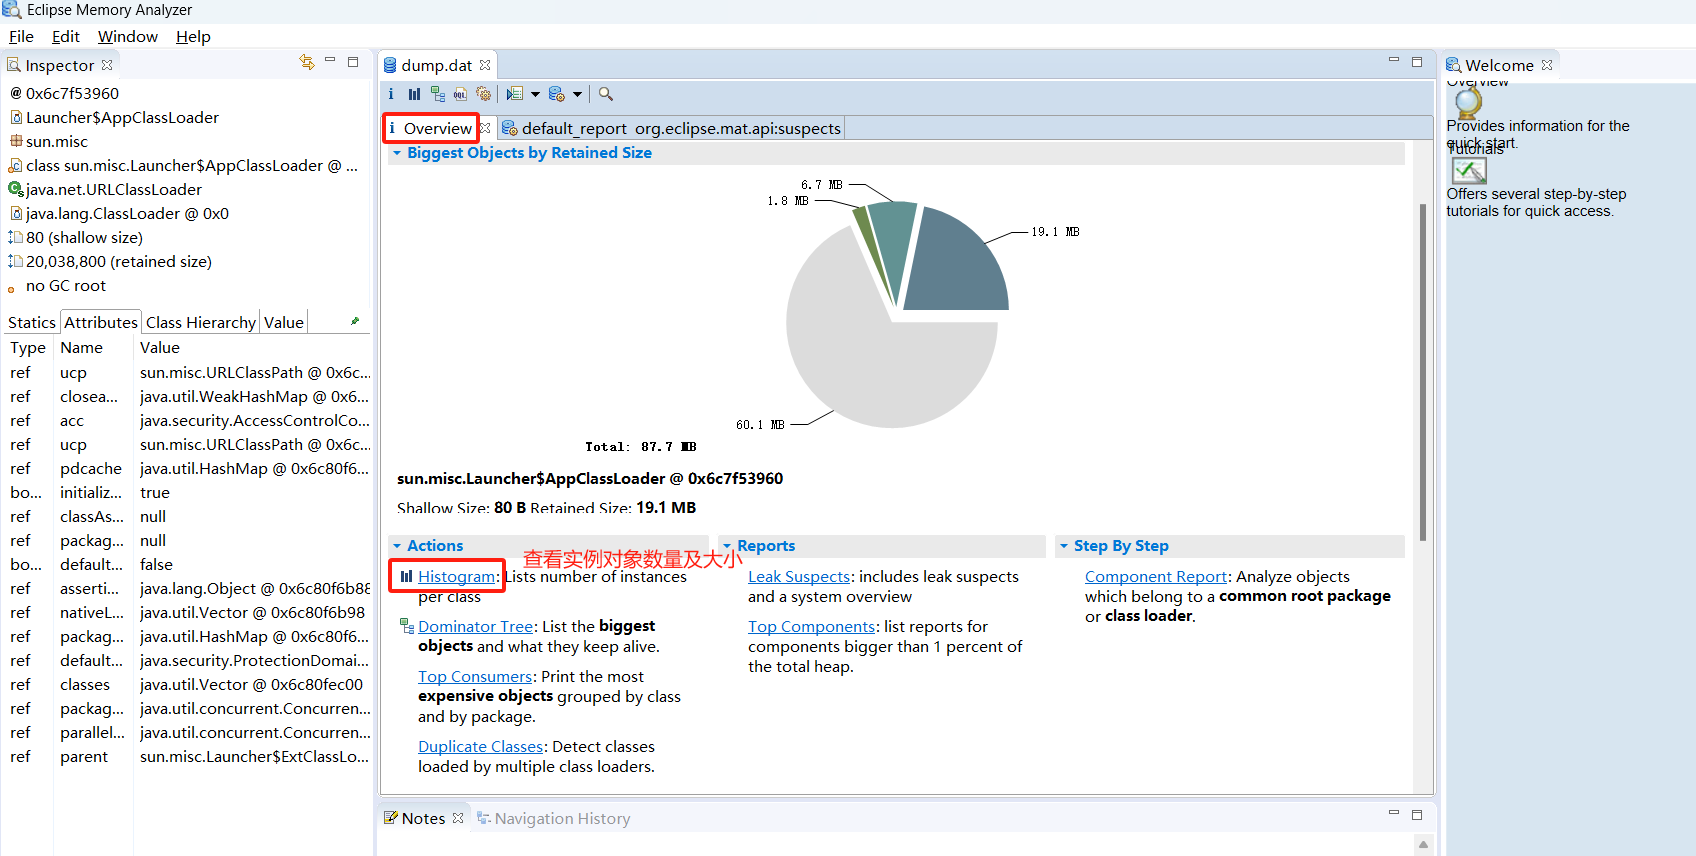 Eclipse Memory Analyzer
File Edit Window Help
Inspector
@ 0x6c7f53960
Launcher$AppClassLoader
sun.misc
class sun.misc.Launcher$AppClassLoader @ ...
java.net.URLClassLoader
java.lang.ClassLoader @ 0x0
80 (shallow size)
20,038,800 (retained size)
no GC root
Statics Attributes Class Hierarchy Value
Type Name Value
ref ucp sun.misc.URLClassPath @ 0x6c...
ref closea... java.util.WeakHashMap @ 0x6...
ref acc java.security.AccessControlCo...
ref ucp sun.misc.URLClassPath @ 0x6c...
ref pdcache java.util.HashMap @ 0x6c80f6...
bo... initializ... true
ref classAs... null
ref packag... null
bo... default... false
ref asserti... java.lang.Object @ 0x6c80f6b88
ref nativeL... java.util.Vector @ 0x6c80f6b98
ref packag... java.util.HashMap @ 0x6c80f6...
ref default... java.security.ProtectionDomai...
ref classes java.util.Vector @ 0x6c80fec00
ref packag... java.util.concurrent.Concurren...
ref parallel... java.util.concurrent.Concurren...
ref parent sun.misc.Launcher$ExtClassLo...
dump.dat
i
OQL
i Overview default_report org.eclipse.mat.api:suspects
Biggest Objects by Retained Size
6.7 MB
1.8 MB
19.1 MB
60.1 MB
Total: 87.7 MB
sun.misc.Launcher$AppClassLoader @ 0x6c7f53960
Shallow Size: 80 B Retained Size: 19.1 MB
Actions
查看实例对象数量及大小
Histogram: Lists number of instances
per class
Dominator Tree: List the biggest
objects and what they keep alive.
Top Consumers: Print the most
expensive objects grouped by class
and by package.
Duplicate Classes: Detect classes
loaded by multiple class loaders.
Reports
Leak Suspects: includes leak suspects
and a system overview
Top Components: list reports for
components bigger than 1 percent of
the total heap.
Step By Step
Component Report: Analyze objects
which belong to a common root package
or class loader.
Notes Navigation History
Welcome
Overview
Provides information for the
quick start.
Tutorials
Offers several step-by-step
tutorials for quick access.